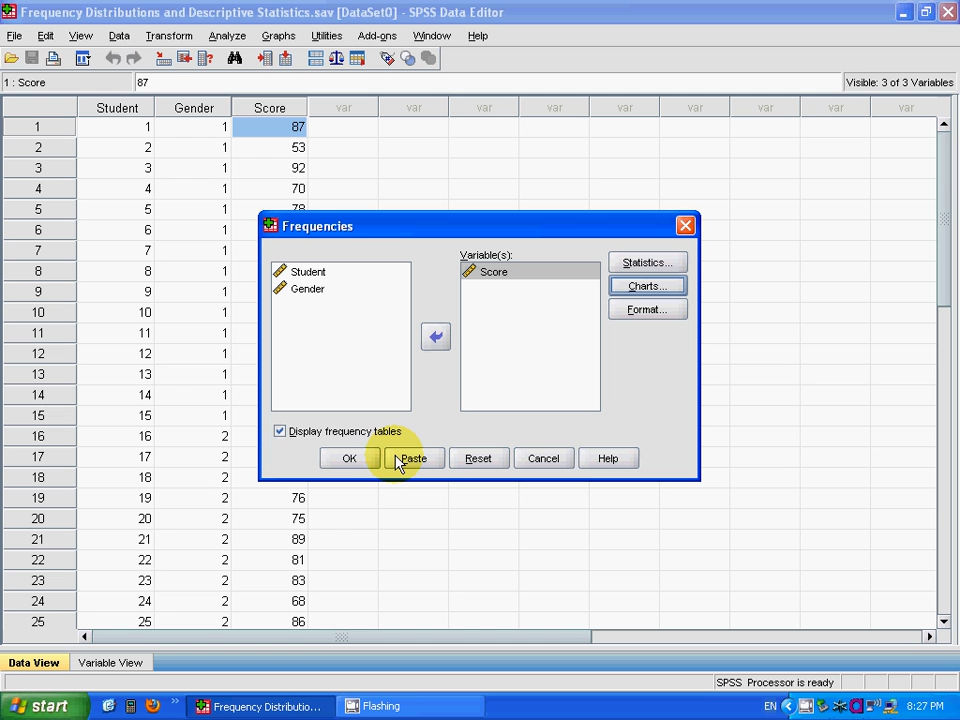 Frequency Distributions and Descriptive Statistics.sav [DataSet0] - SPSS Data Editor
File Edit View Data Transform Analyze Graphs Utilities Add-ons Window Help
1 : Score 87 Visible: 3 of 3 Variables
Student Gender Score var var var var var var var var var
1 1 1 87
2 2 1 53
3 3 1 92
4 4 1 70
5 5 1 78
6 6 1
7 7 1
8 8 1
9 9 1
10 10 1
11 11 1
12 12 1
13 13 1
14 14 1
15 15 1
16 16 2
17 17 2
18 18 2
19 19 2 76
20 20 2 75
21 21 2 89
22 22 2 81
23 23 2 83
24 24 2 68
25 25 2 86
Frequencies
Variable(s):
Student
Gender
Score
Statistics...
Charts...
Format...
Display frequency tables
OK Paste Reset Cancel Help
Data View Variable View
SPSS Processor is ready
start Frequency Distributio... Flashing EN 8:27 PM